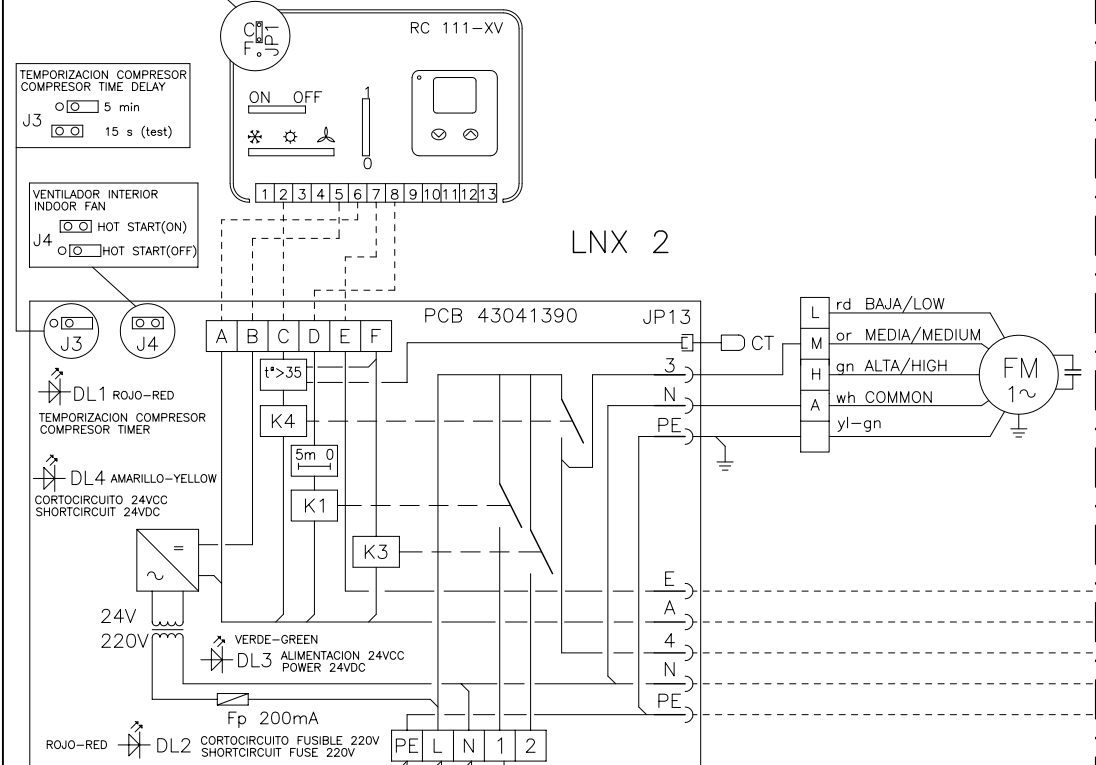 C
F
JP1
RC 111-XV
TEMPORIZACION COMPRESOR
COMPRESOR TIME DELAY
J3
5 min
15 s (test)
ON OFF
1
0
VENTILADOR INTERIOR
INDOOR FAN
J4
HOT START(ON)
HOT START(OFF)
1 2 3 4 5 6 7 8 9 10 11 12 13
LNX 2
J3
J4
A B C D E F
PCB 43041390
JP13
CT
L rd BAJA/LOW
M or MEDIA/MEDIUM
H gn ALTA/HIGH
A wh COMMON
yl-gn
FM
1~
3
N
PE
tª>35
K4
5m 0
K1
K3
DL1 ROJO-RED
TEMPORIZACION COMPRESOR
COMPRESOR TIMER
DL4 AMARILLO-YELLOW
CORTOCIRCUITO 24VCC
SHORTCIRCUIT 24VDC
=
~
24V
220V
VERDE-GREEN
DL3 ALIMENTACION 24VCC
POWER 24VDC
E
A
4
N
PE
Fp 200mA
ROJO-RED DL2 CORTOCIRCUITO FUSIBLE 220V
SHORTCIRCUIT FUSE 220V
PE L N 1 2